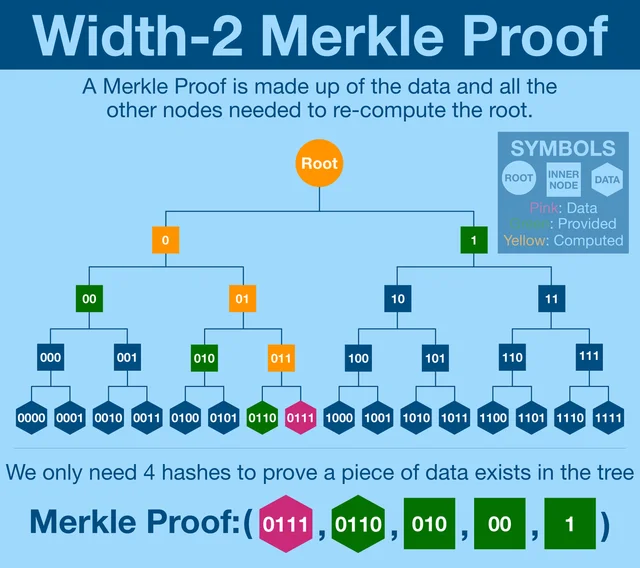 Width-2 Merkle Proof
A Merkle Proof is made up of the data and all the
other nodes needed to re-compute the root.
SYMBOLS
ROOT INNER NODE DATA
Pink: Data
Green: Provided
Yellow: Computed
Root
0 1
00 01 10 11
000 001 010 011 100 101 110 111
0000 0001 0010 0011 0100 0101 0110 0111 1000 1001 1010 1011 1100 1101 1110 1111
We only need 4 hashes to prove a piece of data exists in the tree
Merkle Proof:( 0111 , 0110 , 010 , 00 , 1 )